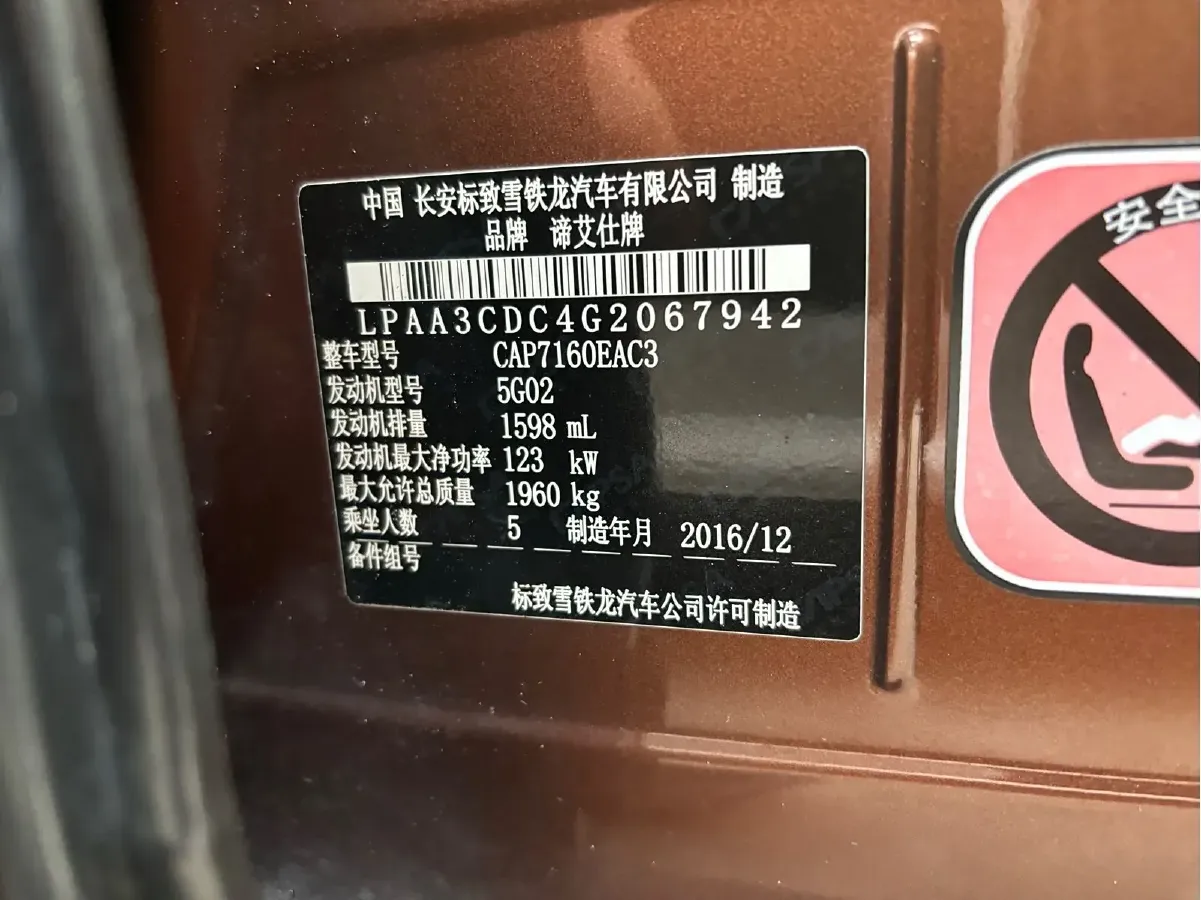 中国 长安标致雪铁龙汽车有限公司 制造
品牌 谛艾仕牌
LPAA3CDC4G2067942
整车型号 CAP7160EAC3
发动机型号 5G02
发动机排量 1598 mL
发动机最大净功率 123 kW
最大允许总质量 1960 kg
乘坐人数 5 制造年月 2016/12
备件组号
标致雪铁龙汽车公司许可制造
安全